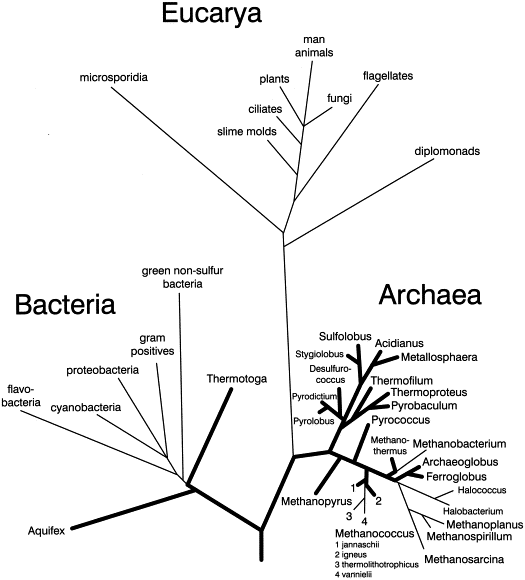 Eucarya
man
animals
microsporidia
plants
flagellates
fungi
ciliates
slime molds
diplomonads
green non-sulfur
bacteria
Bacteria
gram
positives
proteobacteria
flavo-
bacteria
cyanobacteria
Thermotoga
Aquifex
Archaea
Sulfolobus
Acidianus
Stygiolobus
Metallosphaera
Desulfuro-
coccus
Thermofilum
Pyrodictium
Thermoproteus
Pyrobaculum
Pyrolobus
Pyrococcus
Methano-
thermus
Methanobacterium
Archaeoglobus
Ferroglobus
Halococcus
Halobacterium
Methanopyrus
1
2
3
4
Methanoplanus
Methanospirillum
Methanosarcina
Methanococcus
1 jannaschii
2 igneus
3 thermolithotrophicus
4 vannielii